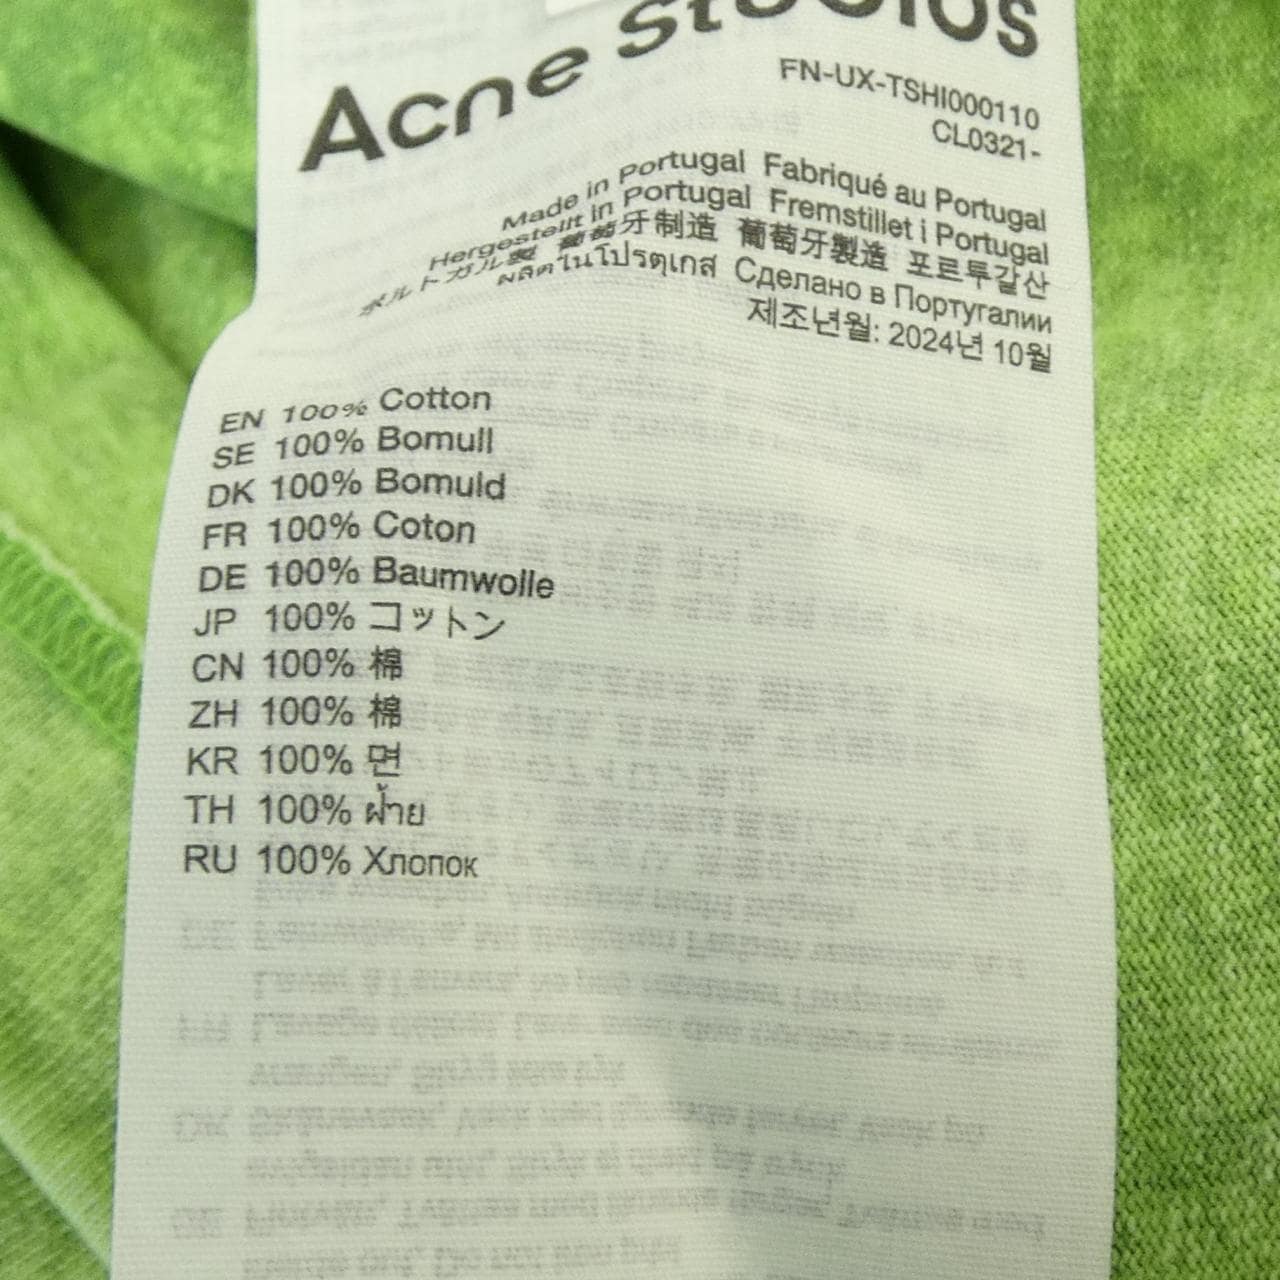 Acne Studios
FN-UX-TSHI000110
CL0321-
Made in Portugal Fabriqué au Portugal
Hergestellt in Portugal Fremstillet i Portugal
ポルトガル製 葡萄牙制造 葡萄牙製造 포르투갈산
ผลิตในโปรตุเกส Сделано в Португалии
제조년월: 2024년 10월
EN 100% Cotton
SE 100% Bomull
DK 100% Bomuld
FR 100% Coton
DE 100% Baumwolle
JP 100% コットン
CN 100% 棉
ZH 100% 棉
KR 100% 면
TH 100% ฝ้าย
RU 100% Хлопок